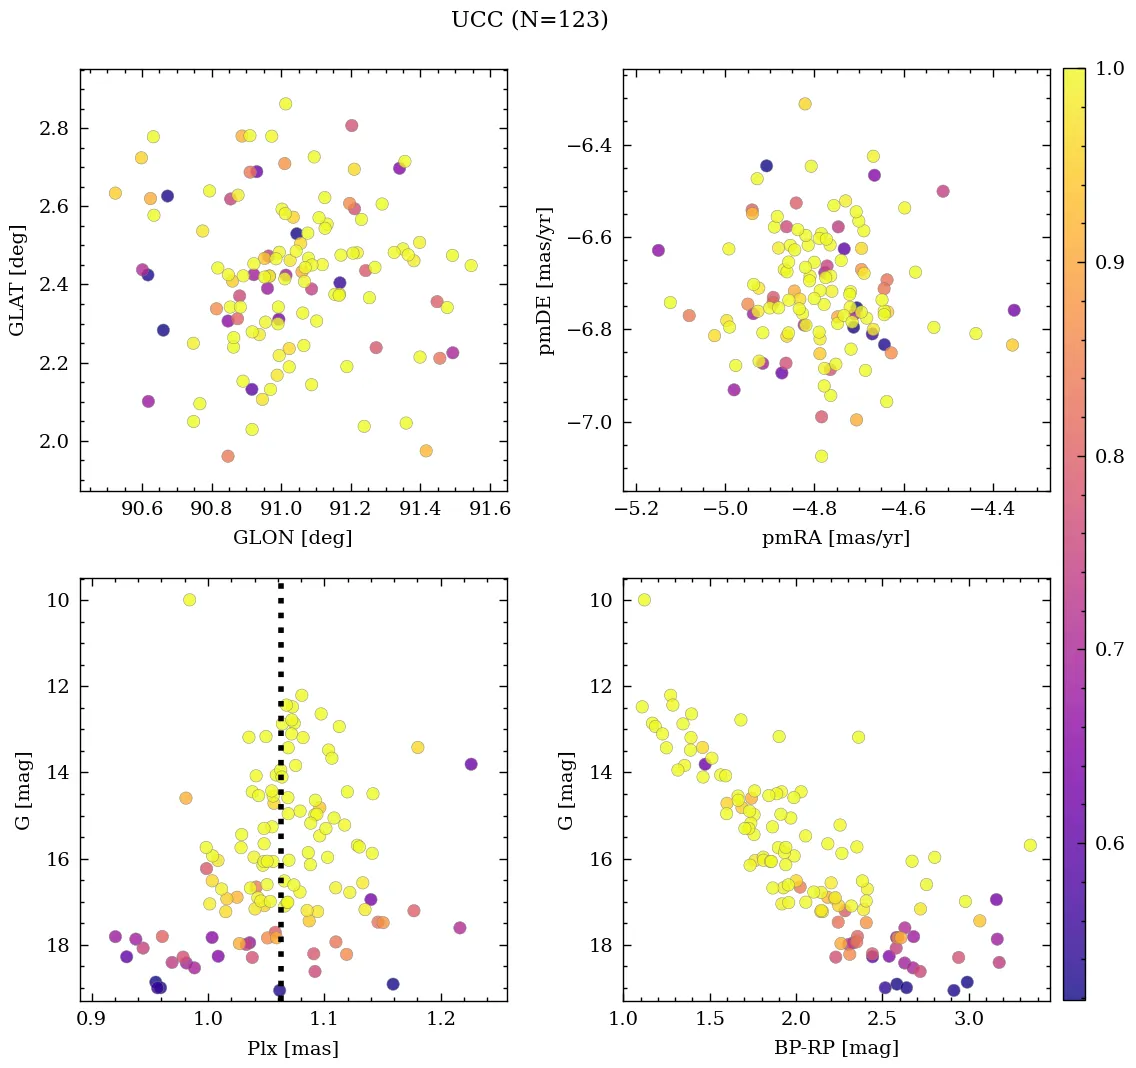 UCC (N=123)
2.8
2.6
2.4
2.2
2.0
GLAT [deg]
90.6 90.8 91.0 91.2 91.4 91.6
GLON [deg]
−6.4
−6.6
−6.8
−7.0
pmDE [mas/yr]
−5.2 −5.0 −4.8 −4.6 −4.4
pmRA [mas/yr]
10
12
14
16
18
G [mag]
0.9 1.0 1.1 1.2
Plx [mas]
10
12
14
16
18
G [mag]
1.0 1.5 2.0 2.5 3.0
BP-RP [mag]
1.0
0.9
0.8
0.7
0.6